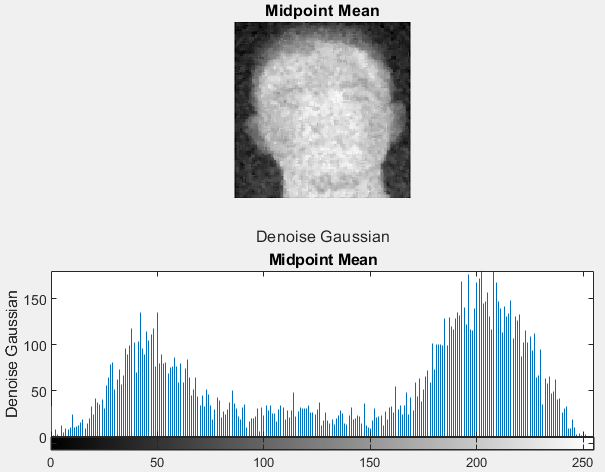 Midpoint Mean
Denoise Gaussian
Midpoint Mean
Denoise Gaussian
150
100
50
0
0 50 100 150 200 250